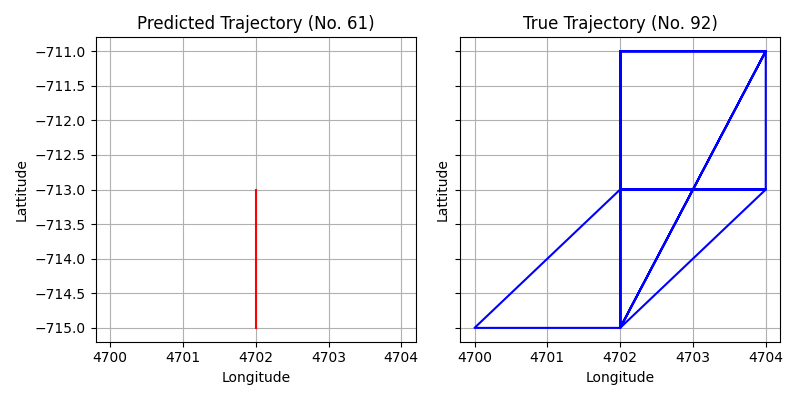 Predicted Trajectory (No. 61)
True Trajectory (No. 92)
−711.0
−711.5
−712.0
−712.5
−713.0
−713.5
−714.0
−714.5
−715.0
Lattitude
Lattitude
4700 4701 4702 4703 4704
4700 4701 4702 4703 4704
Longitude
Longitude